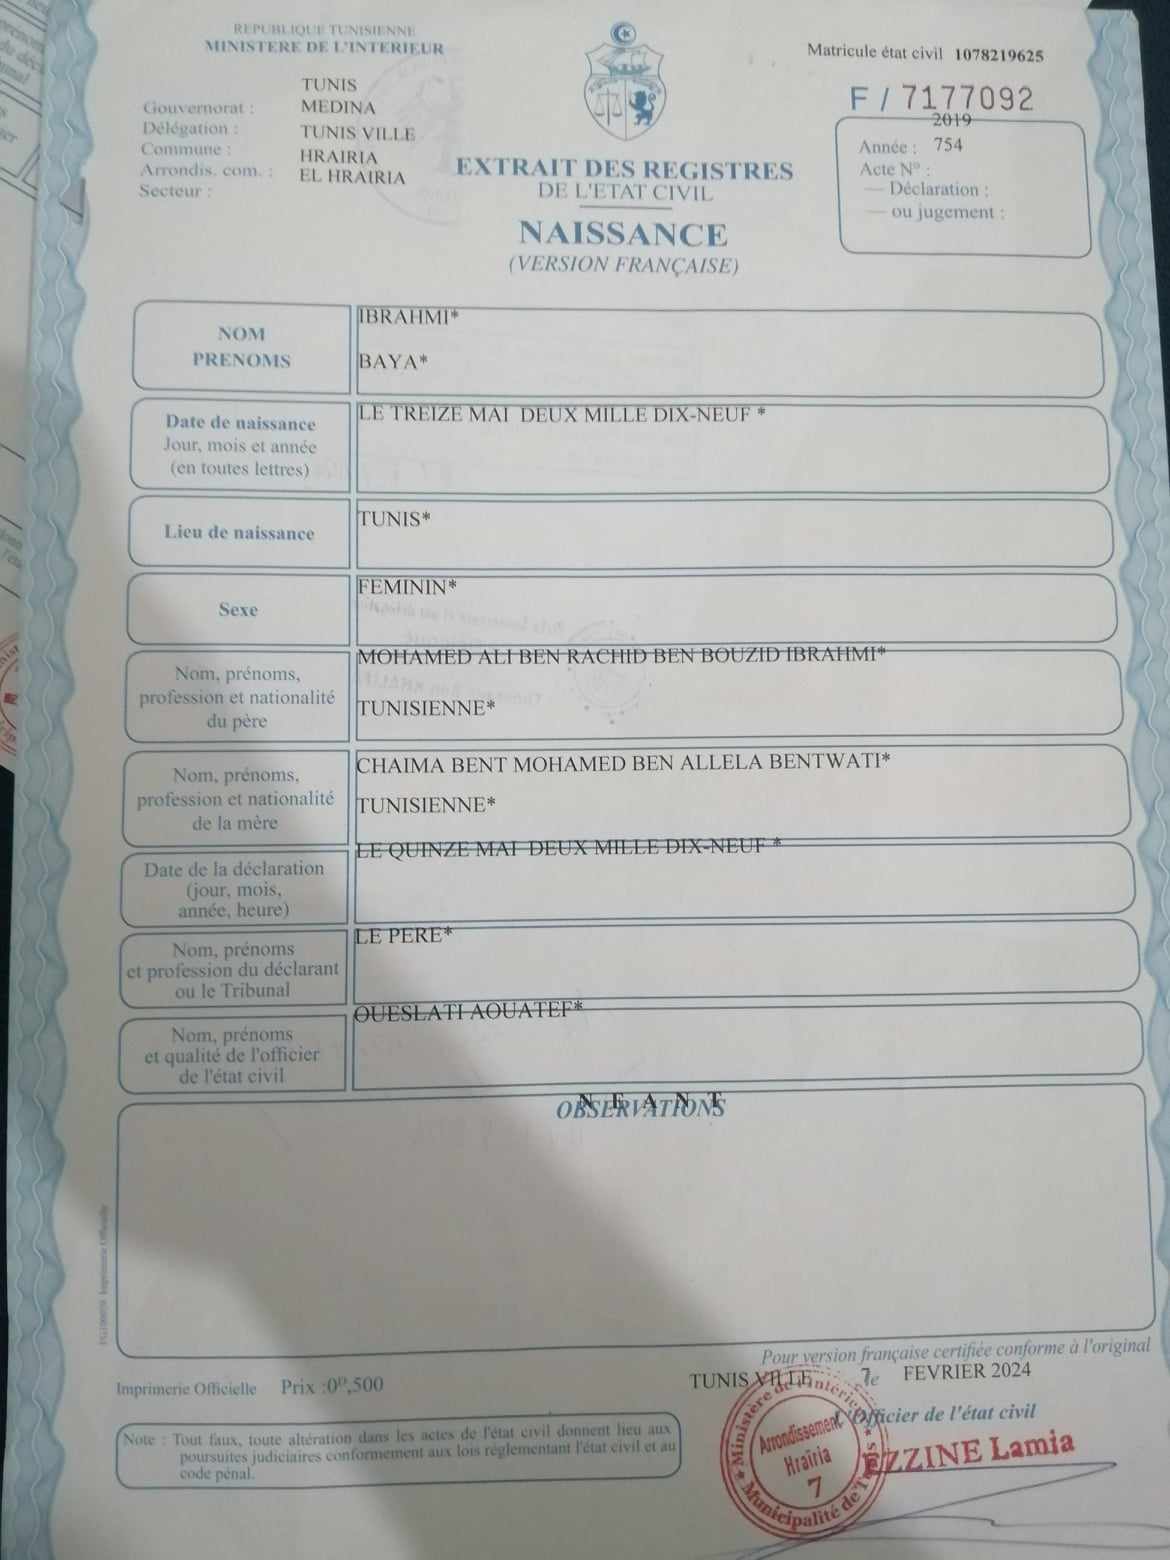 REPUBLIQUE TUNISIENNE
MINISTERE DE L'INTERIEUR
Matricule état civil 1078219625
F / 7177092
Gouvernorat : TUNIS
Délégation : MEDINA
Commune : TUNIS VILLE
Arrondis. com. : HRAIRIA
Secteur : EL HRAIRIA
EXTRAIT DES REGISTRES
DE L'ETAT CIVIL
NAISSANCE
(VERSION FRANÇAISE)
2019
Année : 754
Acte N° :
— Déclaration :
— ou jugement :
NOM
PRENOMS
IBRAHMI*
BAYA*
Date de naissance
Jour, mois et année
(en toutes lettres)
LE TREIZE MAI DEUX MILLE DIX-NEUF *
Lieu de naissance
TUNIS*
Sexe
FEMININ*
Nom, prénoms,
profession et nationalité
du père
MOHAMED ALI BEN RACHID BEN BOUZID IBRAHMI*
TUNISIENNE*
Nom, prénoms,
profession et nationalité
de la mère
CHAIMA BENT MOHAMED BEN ALLELA BENTWATI*
TUNISIENNE*
Date de la déclaration
(jour, mois,
année, heure)
LE QUINZE MAI DEUX MILLE DIX-NEUF *
Nom, prénoms
et profession du déclarant
ou le Tribunal
LE PERE*
Nom, prénoms
et qualité de l'officier
de l'état civil
OUESLATI AOUATEF*
N E A N T
OBSERVATIONS
Imprimerie Officielle
Imprimerie Officielle Prix :0ᴰ,500
Note : Tout faux, toute altération dans les actes de l'état civil donnent lieu aux
poursuites judiciaires conformement aux lois réglementant l'état civil et au
code pénal.
Pour version française certifiée conforme à l'original
TUNIS VILLE le 7 FEVRIER 2024
L'Officier de l'état civil
EZZINE Lamia
Ministère de l'Intérieur
Arrondissement
Hraïria
7
Municipalité de Tunis